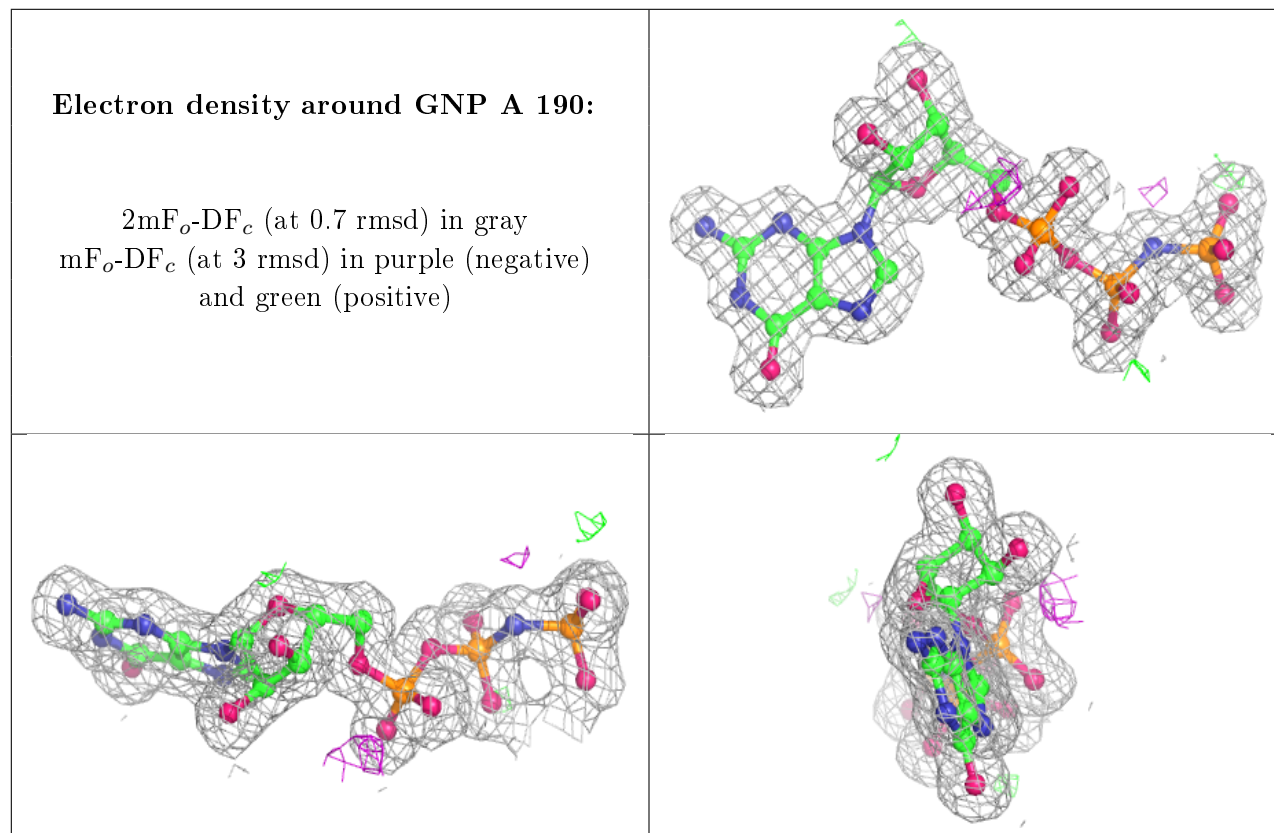 Electron density around GNP A 190:
2mFₒ-DF𝒸 (at 0.7 rmsd) in gray
mFₒ-DF𝒸 (at 3 rmsd) in purple (negative)
and green (positive)